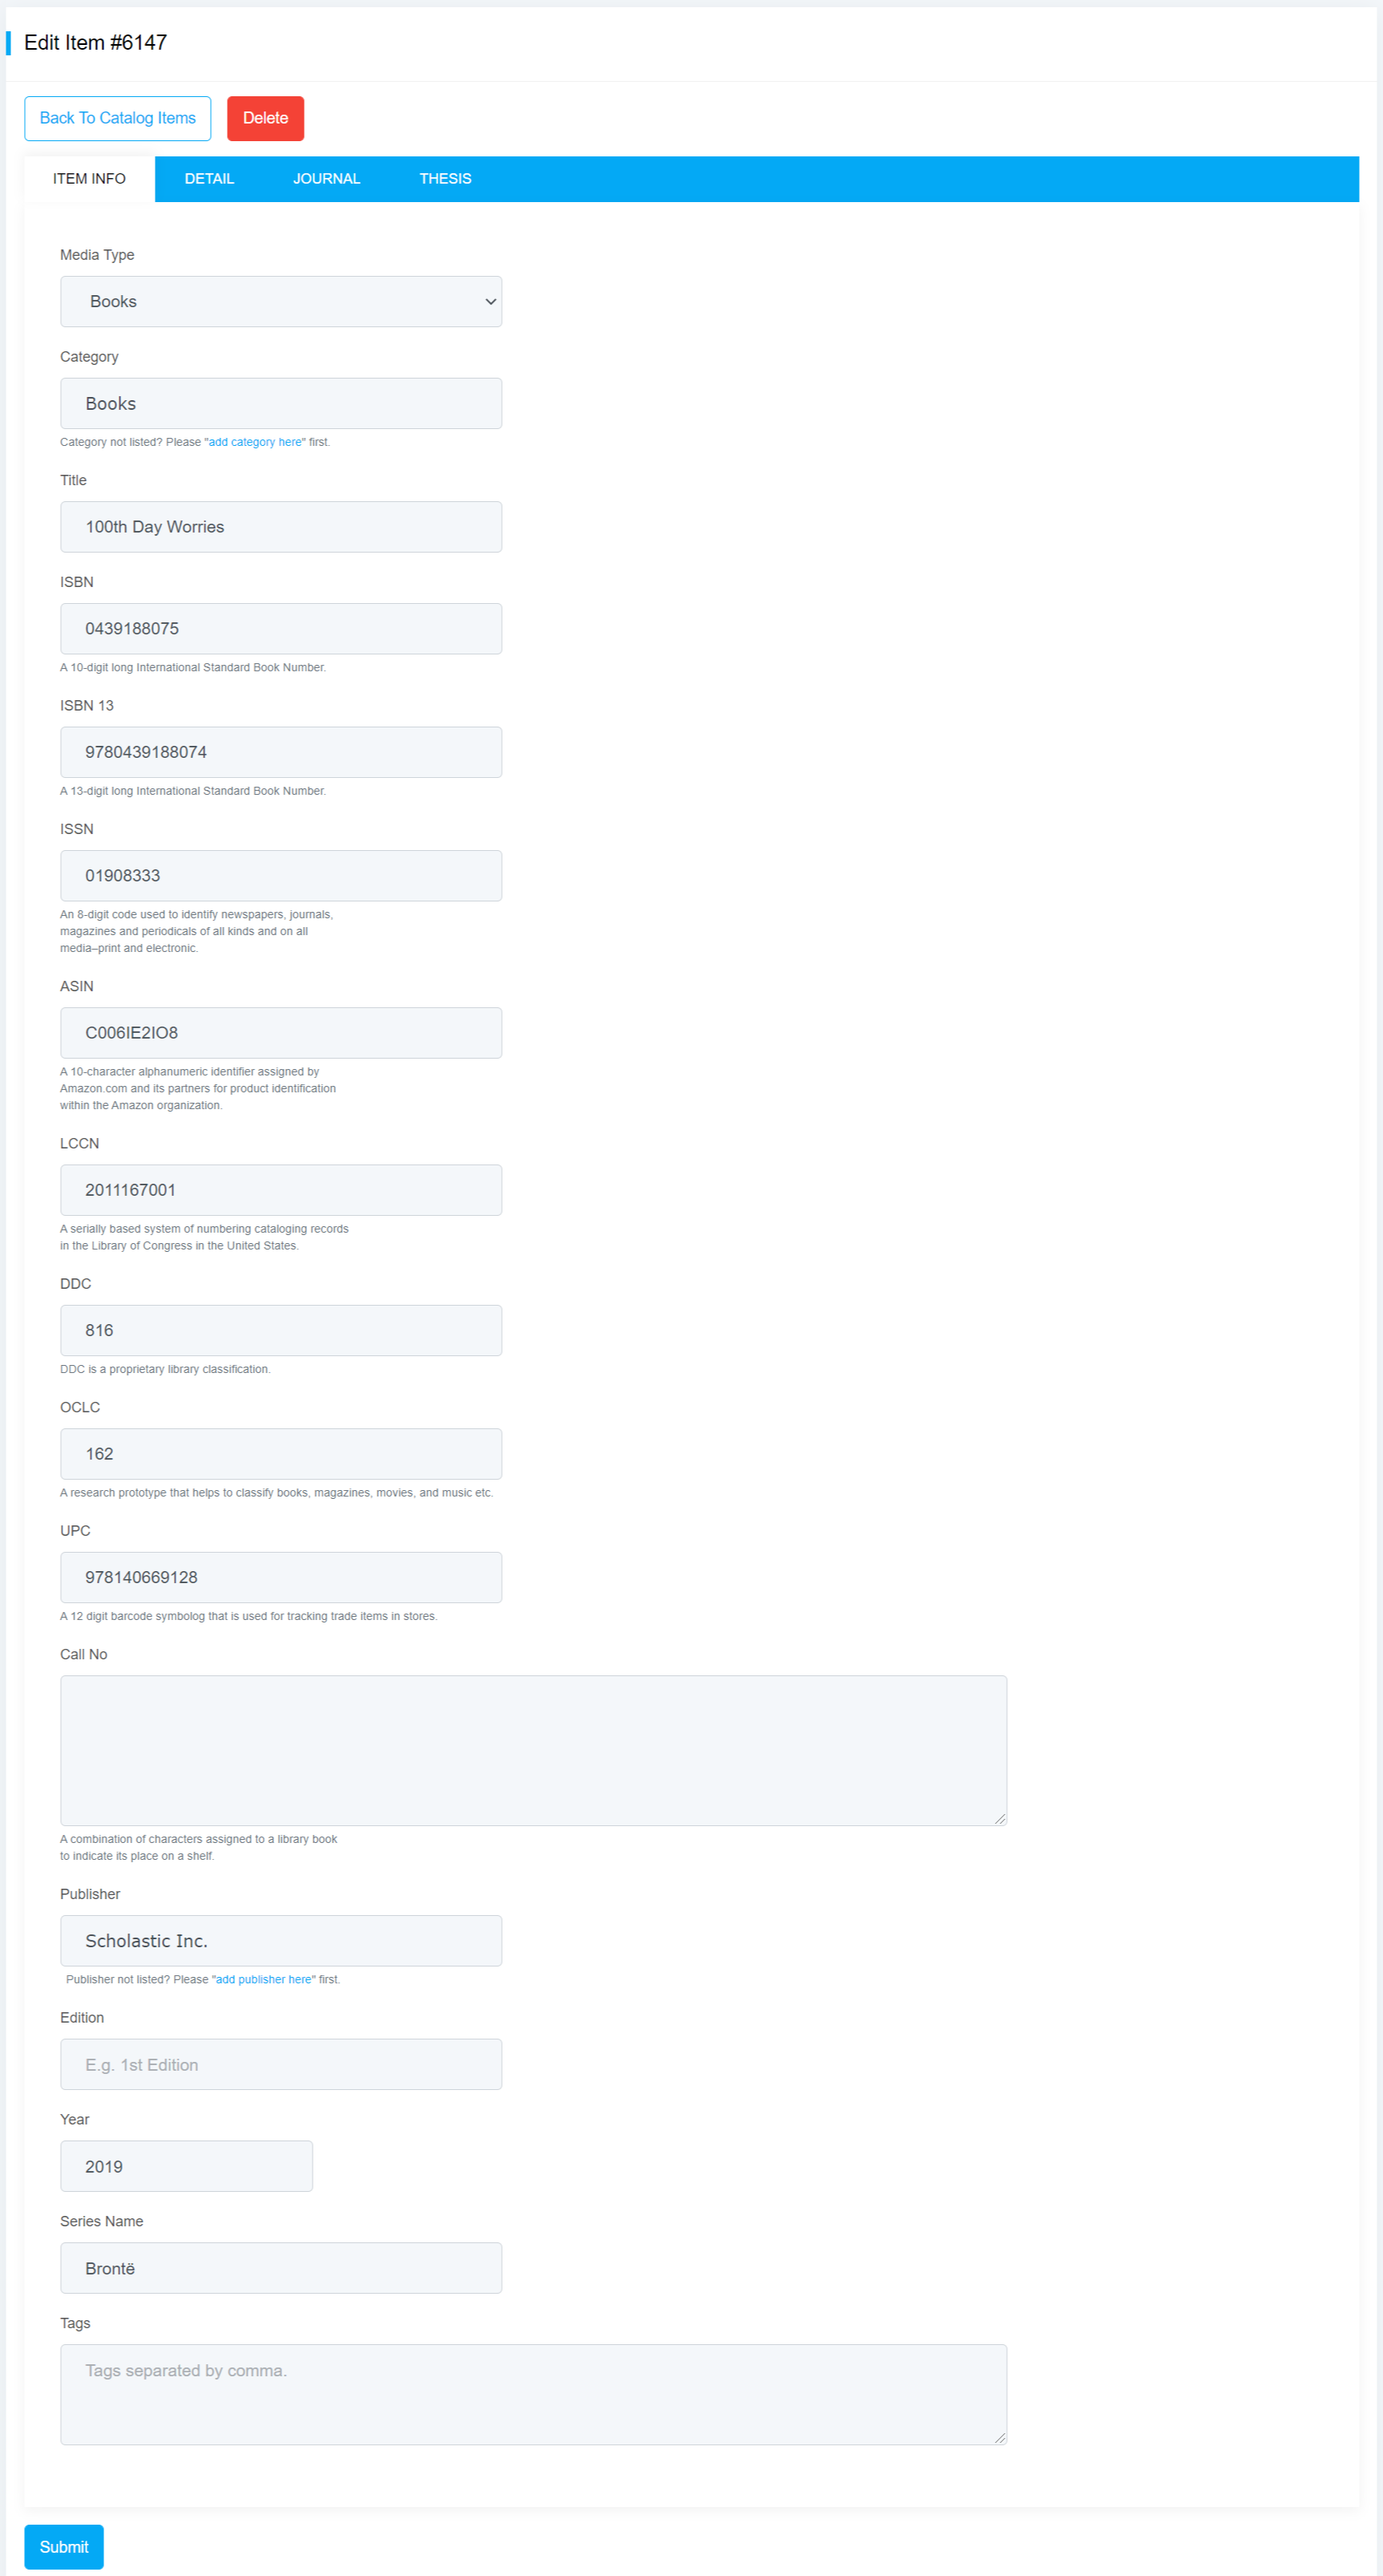 Edit Item #6147
Back To Catalog Items
Delete
ITEM INFO
DETAIL
JOURNAL
THESIS
Media Type
Books
Category
Books
Category not listed? Please "add category here" first.
Title
100th Day Worries
ISBN
0439188075
A 10-digit long International Standard Book Number.
ISBN 13
9780439188074
A 13-digit long International Standard Book Number.
ISSN
01908333
An 8-digit code used to identify newspapers, journals,
magazines and periodicals of all kinds and on all
media–print and electronic.
ASIN
C006IE2IO8
A 10-character alphanumeric identifier assigned by
Amazon.com and its partners for product identification
within the Amazon organization.
LCCN
2011167001
A serially based system of numbering cataloging records
in the Library of Congress in the United States.
DDC
816
DDC is a proprietary library classification.
OCLC
162
A research prototype that helps to classify books, magazines, movies, and music etc.
UPC
978140669128
A 12 digit barcode symbolog that is used for tracking trade items in stores.
Call No
A combination of characters assigned to a library book
to indicate its place on a shelf.
Publisher
Scholastic Inc.
Publisher not listed? Please "add publisher here" first.
Edition
E.g. 1st Edition
Year
2019
Series Name
Brontë
Tags
Tags separated by comma.
Submit